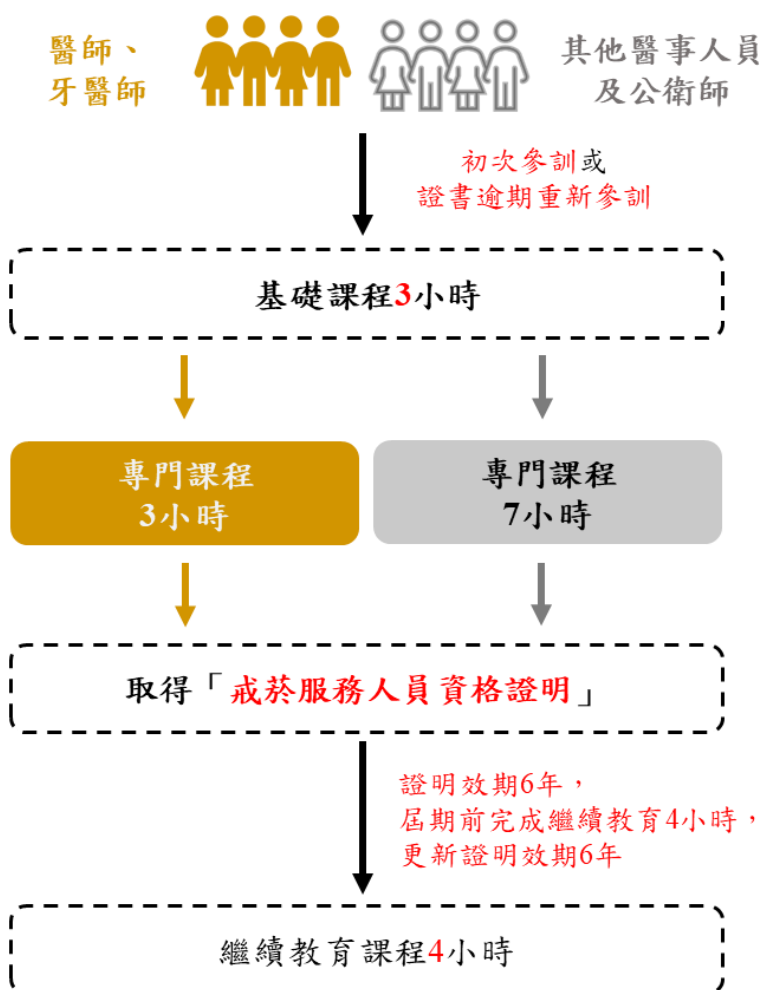 醫師、
牙醫師
其他醫事人員
及公衛師
初次參訓或
證書逾期重新參訓
基礎課程3小時
專門課程
3小時
專門課程
7小時
取得「戒菸服務人員資格證明」
證明效期6年，
屆期前完成繼續教育4小時，
更新證明效期6年
繼續教育課程4小時